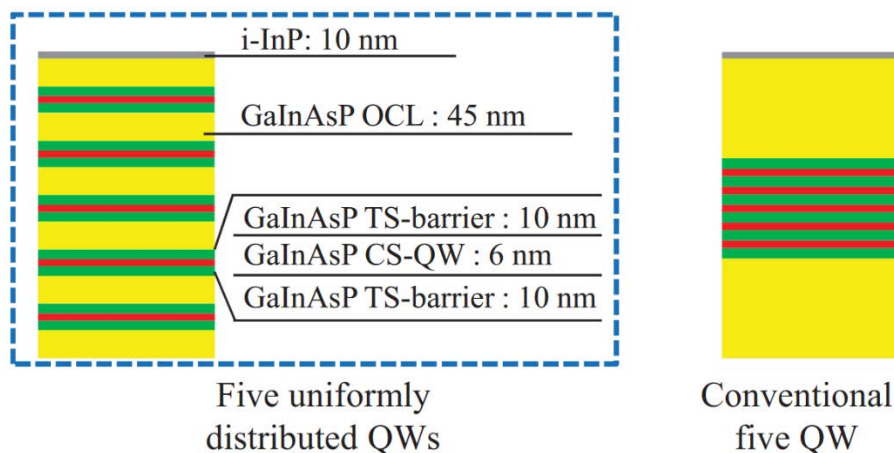 i-InP: 10 nm
GaInAsP OCL : 45 nm
GaInAsP TS-barrier : 10 nm
GaInAsP CS-QW : 6 nm
GaInAsP TS-barrier : 10 nm
Five uniformly
distributed QWs
Conventional
five QW